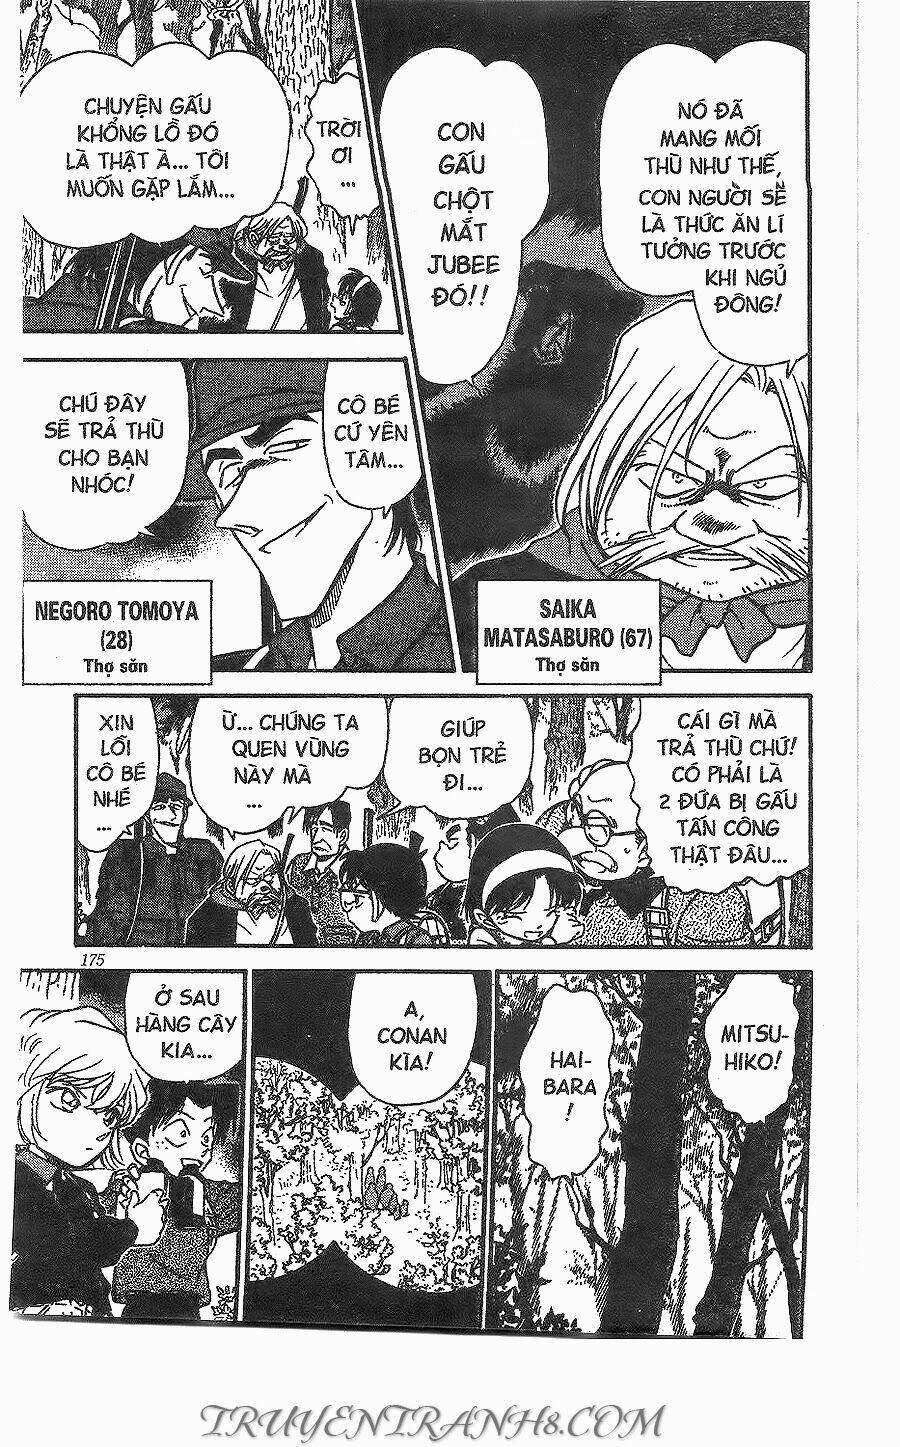 NÓ ĐÃ
MANG MỐI
THÙ NHƯ THẾ,
CON NGƯỜI SẼ
LÀ THỨC ĂN LÍ
TƯỞNG TRƯỚC
KHI NGỦ
ĐÔNG!
CON
GẤU
CHỘT
MẮT
JUBEE
ĐÓ!!
SAIKA
MATASABURO (67)
Thợ săn
TRỜI
ƠI
...
CHUYỆN GẤU
KHỔNG LỒ ĐÓ
LÀ THẬT À... TÔI
MUỐN GẶP LẮM...
CÔ BÉ
CỨ YÊN
TÂM...
CHÚ ĐÂY
SẼ TRẢ THÙ
CHO BẠN
NHÓC!
NEGORO TOMOYA
(28)
Thợ săn
CÁI GÌ MÀ
TRẢ THÙ CHỨ!
CÓ PHẢI LÀ
2 ĐỨA BỊ GẤU
TẤN CÔNG
THẬT ĐÂU...
GIÚP
BỌN TRẺ
ĐI...
Ừ... CHÚNG TA
QUEN VÙNG
NÀY MÀ
...
XIN
LỖI
CÔ BÉ
NHÉ
...
175
MITSU-
HIKO!
HAI-
BARA
!
A,
CONAN
KÌA!
Ở SAU
HÀNG CÂY
KIA...
TRUYENTRANH8.COM